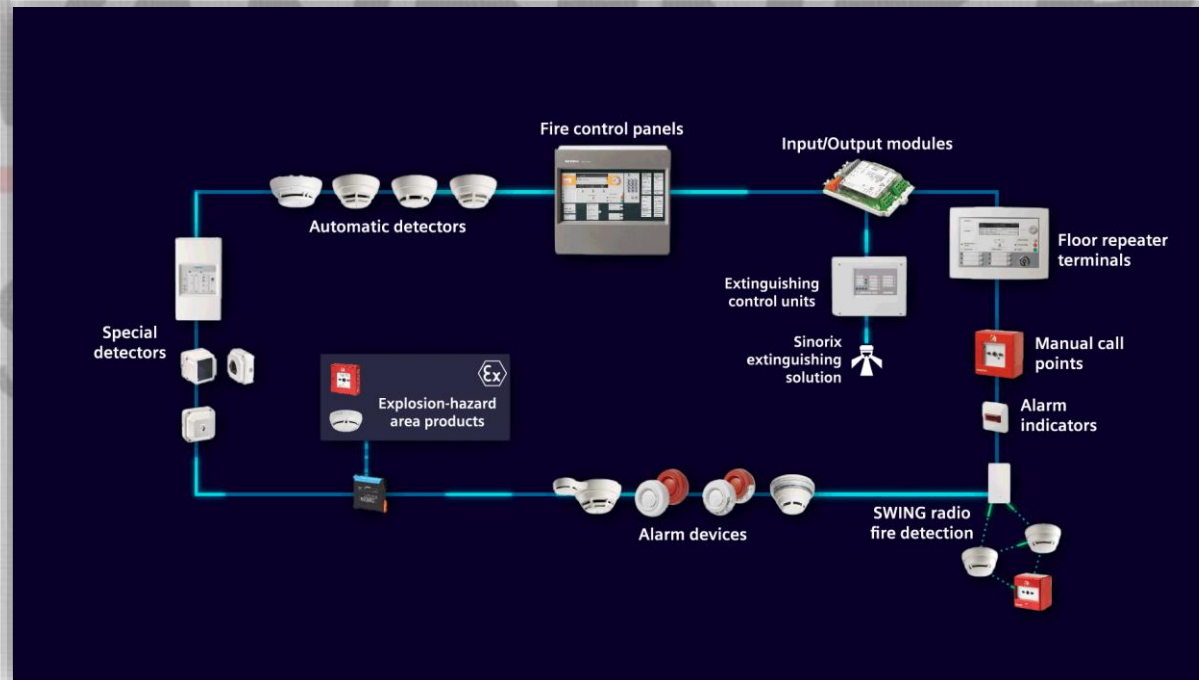 Fire control panels
Input/Output modules
Automatic detectors
Floor repeater
terminals
Extinguishing
control units
Special
detectors
Sinorix
extinguishing
solution
Manual call
points
Ex
Explosion-hazard
area products
Alarm
indicators
SWING radio
fire detection
Alarm devices